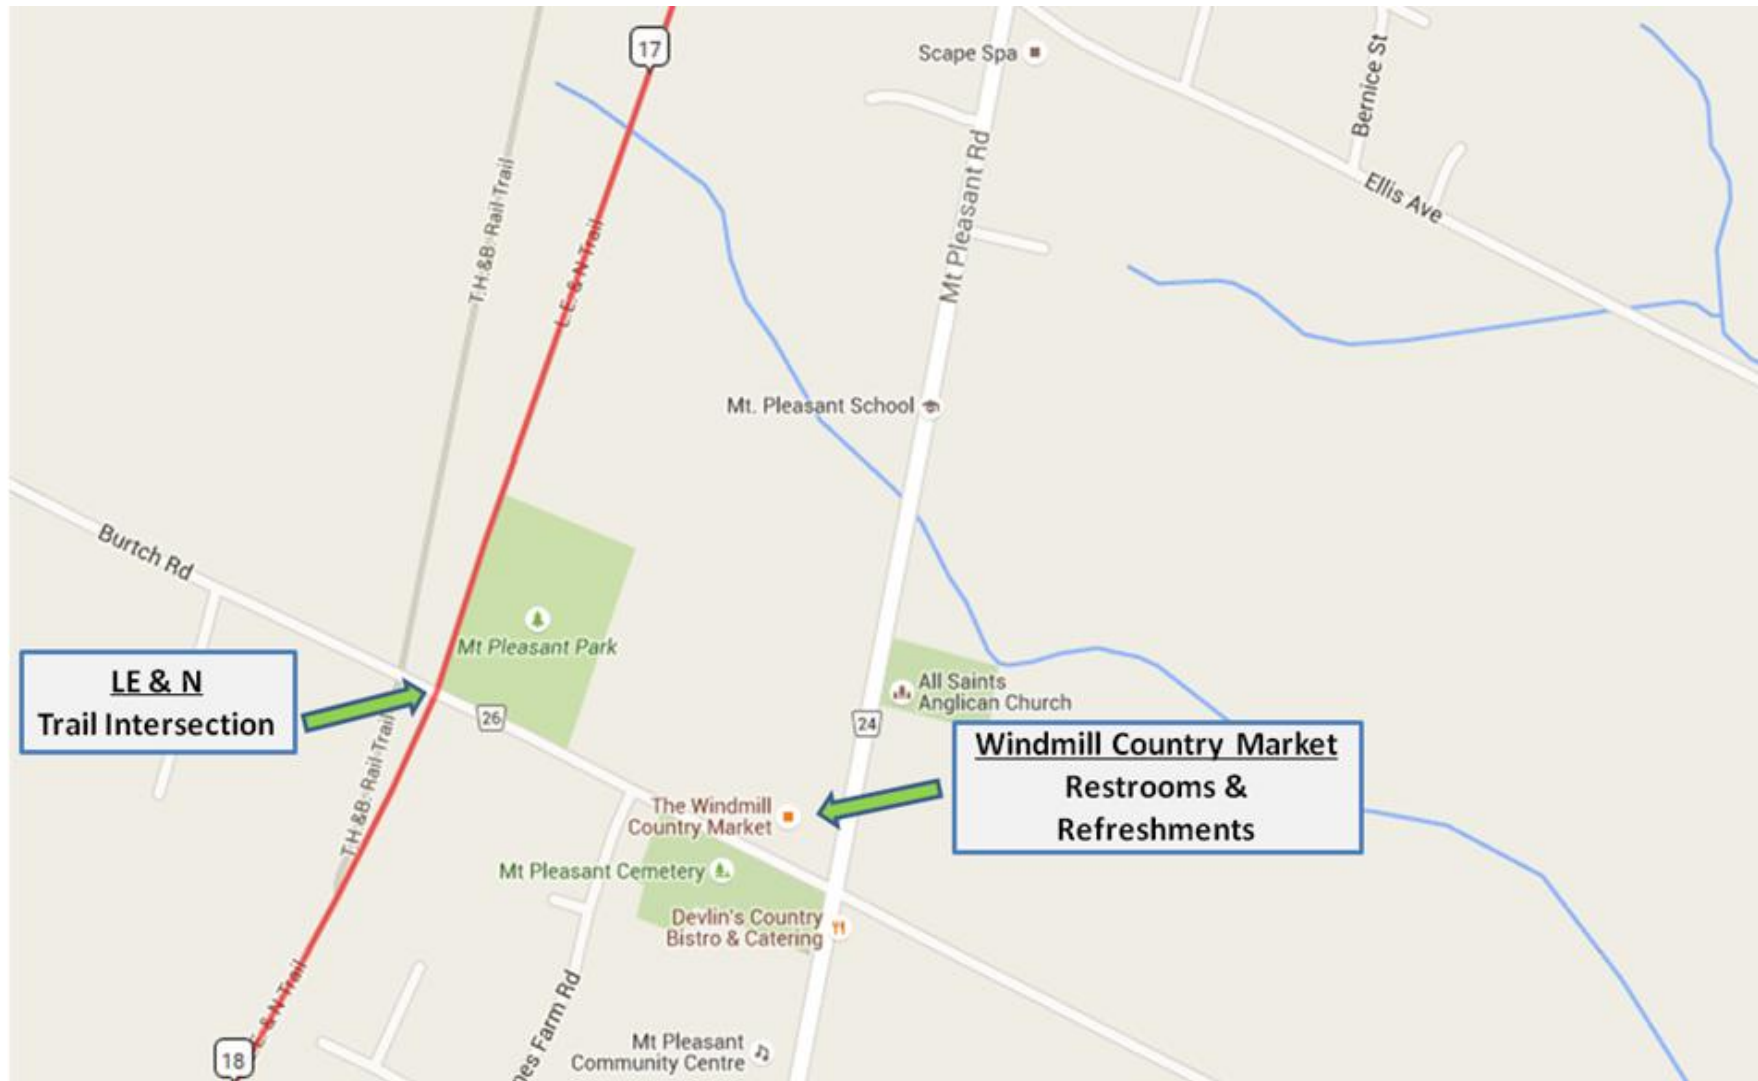 17
Scape Spa
Bernice St
Ellis Ave
Mt Pleasant Rd
T.H.&B. Rail Trail
L.E. & N Trail
Mt. Pleasant School
Burtch Rd
Mt Pleasant Park
LE & N
Trail Intersection
26
24
All Saints
Anglican Church
Windmill Country Market
Restrooms &
Refreshments
The Windmill
Country Market
T.H.&B. Rail Trail
Mt Pleasant Cemetery
Devlin's Country
Bistro & Catering
E. & N Trail
Farm Rd
Mt Pleasant
Community Centre
18